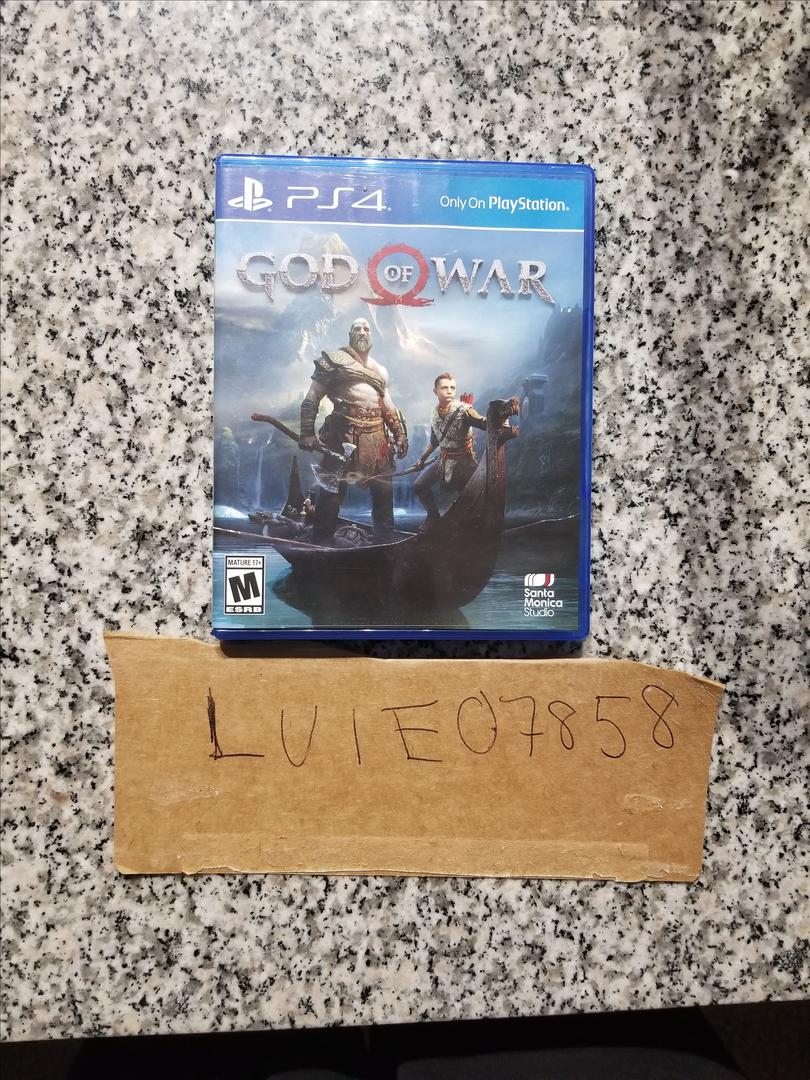 PS4
Only On PlayStation
GOD OF WAR
MATURE 17+
M
ESRB
Santa
Monica
Studio
LUIE07858